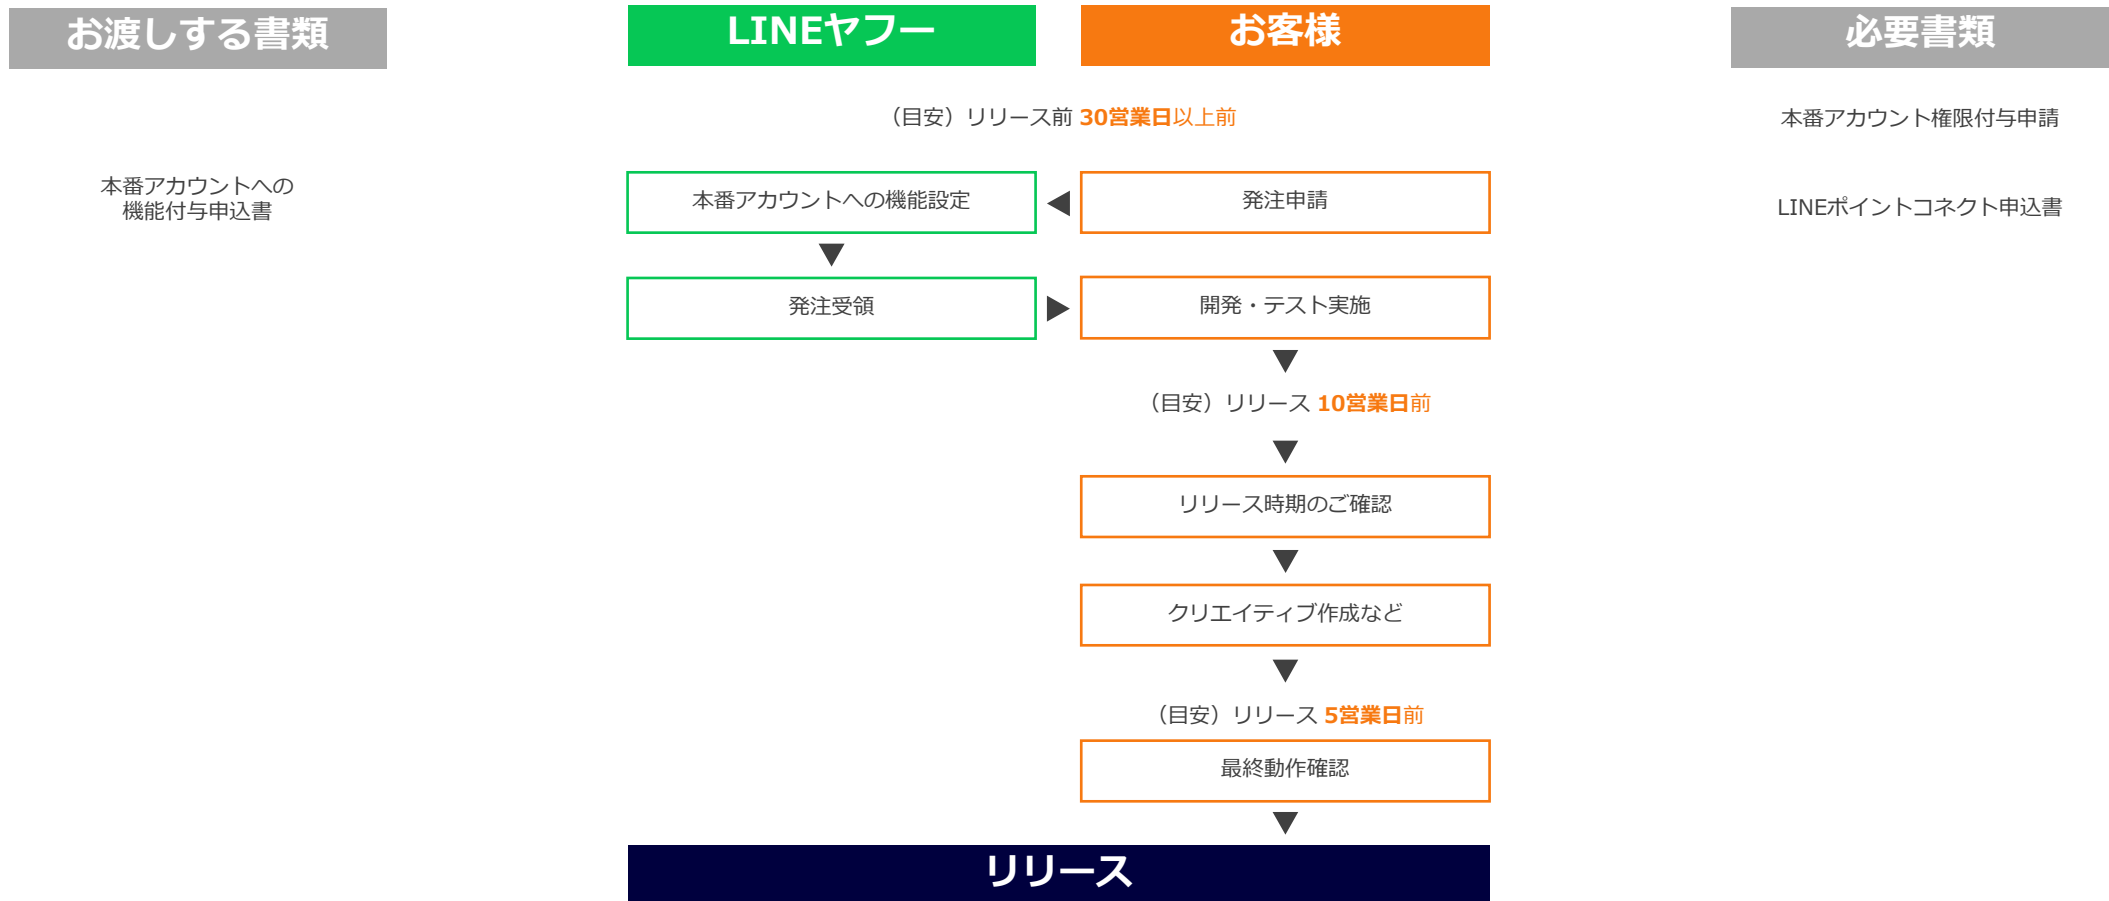 お渡しする書類
LINEヤフー
お客様
必要書類
（目安）リリース前 30営業日以上前
本番アカウント権限付与申請
本番アカウントへの
機能付与申込書
本番アカウントへの機能設定
発注申請
LINEポイントコネクト申込書
発注受領
開発・テスト実施
（目安）リリース 10営業日前
リリース時期のご確認
クリエイティブ作成など
（目安）リリース 5営業日前
最終動作確認
リリース